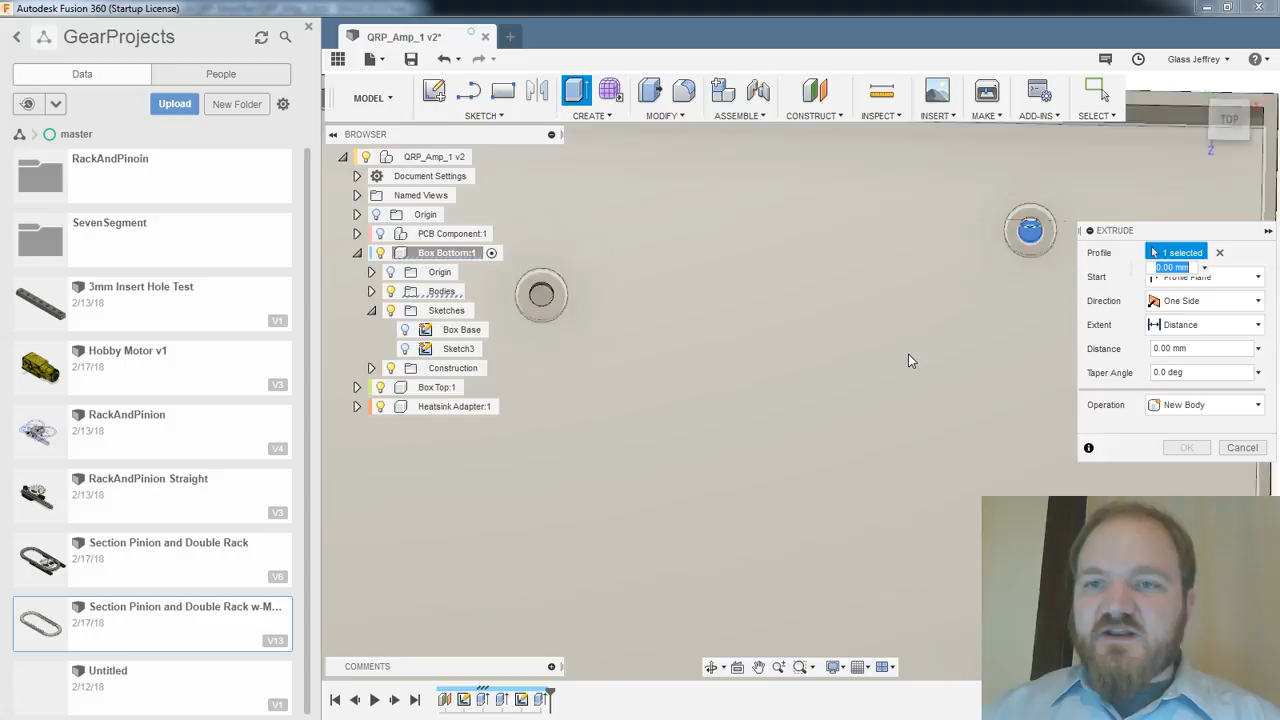 Autodesk Fusion 360 (Startup License)
GearProjects
Data
People
Upload
New Folder
master
RackAndPinoin
SevenSegment
3mm Insert Hole Test
2/13/18
V1
Hobby Motor v1
2/17/18
V3
RackAndPinion
2/13/18
V4
RackAndPinion Straight
2/13/18
V3
Section Pinion and Double Rack
2/17/18
V6
Section Pinion and Double Rack w-M...
2/17/18
V13
Untitled
2/12/18
V1
QRP_Amp_1 v2*
Glass Jeffrey
MODEL
SKETCH
CREATE
MODIFY
ASSEMBLE
CONSTRUCT
INSPECT
INSERT
MAKE
ADD-INS
SELECT
BROWSER
QRP_Amp_1 v2
Document Settings
Named Views
Origin
PCB Component:1
Box Bottom:1
Origin
Bodies
Sketches
Box Base
Sketch3
Construction
Box Top:1
Heatsink Adapter:1
TOP
Z
EXTRUDE
Profile 1 selected
0.00 mm
Start Profile Plane
Direction One Side
Extent Distance
Distance 0.00 mm
Taper Angle 0.0 deg
Operation New Body
OK Cancel
COMMENTS